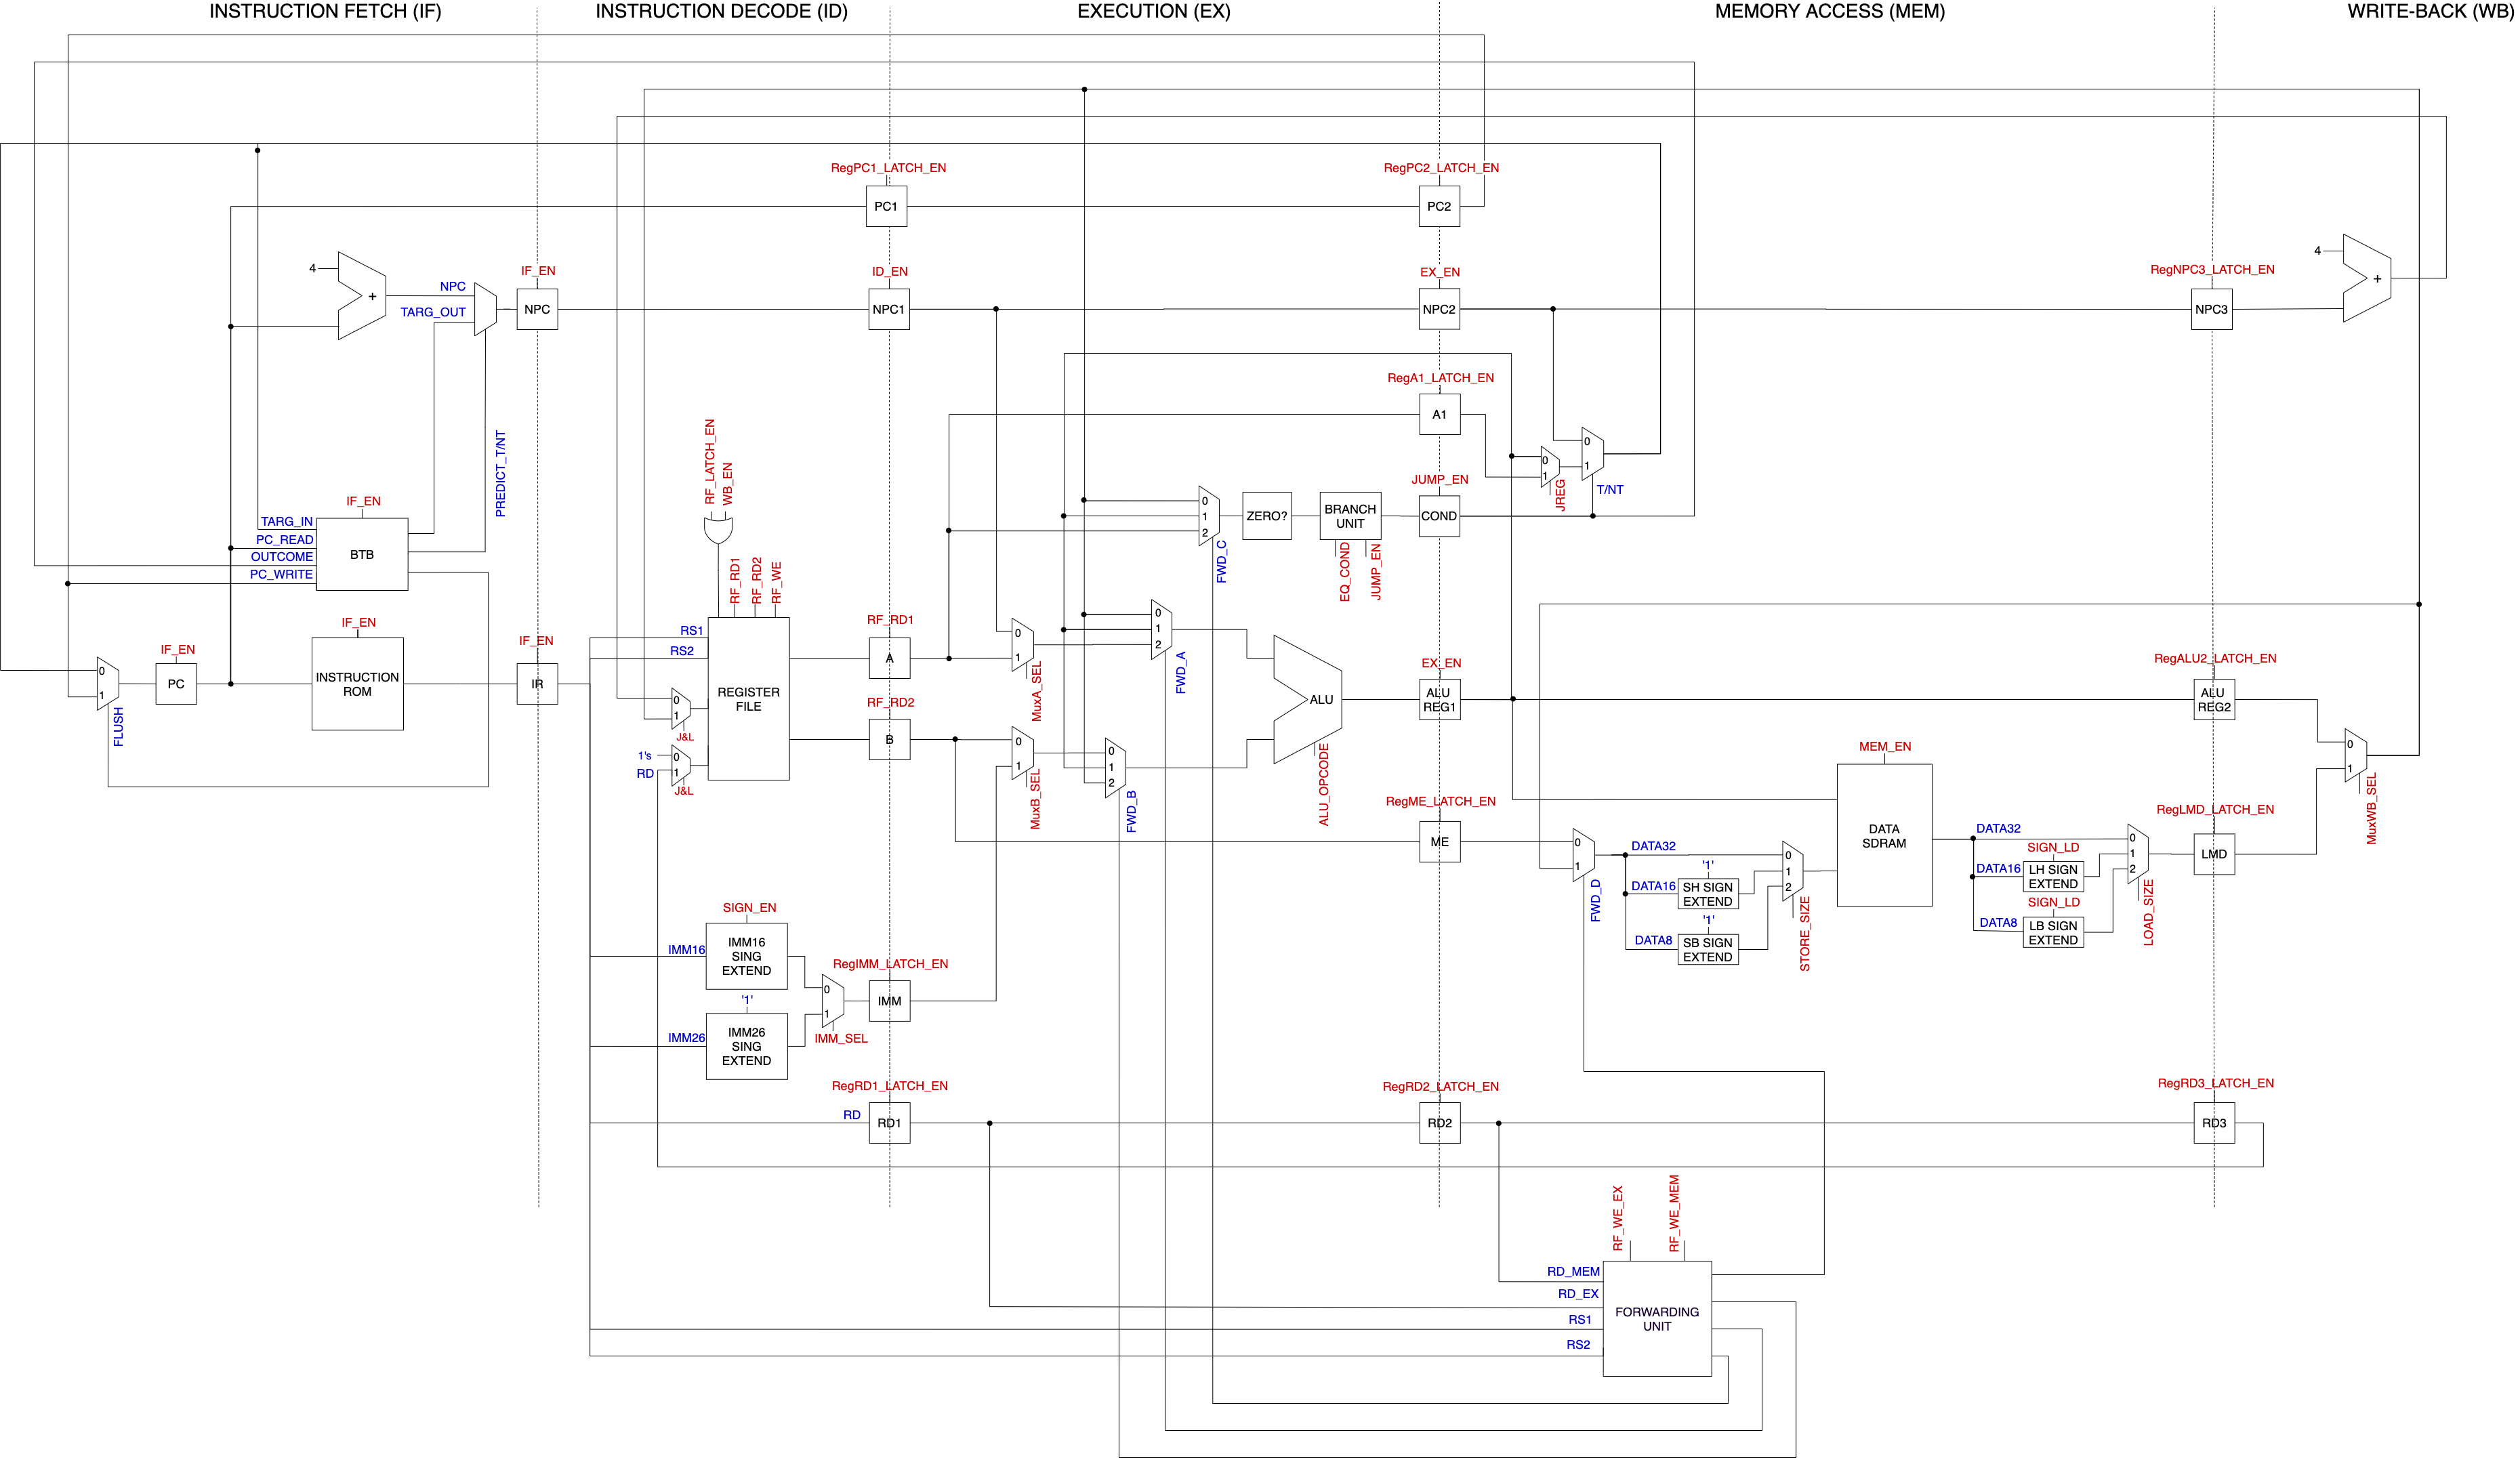 INSTRUCTION FETCH (IF)
INSTRUCTION DECODE (ID)
EXECUTION (EX)
MEMORY ACCESS (MEM)
WRITE-BACK (WB)
RegPC1_LATCH_EN
PC1
RegPC2_LATCH_EN
PC2
4
+
NPC
TARG_OUT
IF_EN
NPC
ID_EN
NPC1
EX_EN
NPC2
RegNPC3_LATCH_EN
NPC3
4
+
PREDICT_T/NT
IF_EN
TARG_IN
PC_READ
OUTCOME
PC_WRITE
BTB
IF_EN
INSTRUCTION
ROM
IF_EN
PC
0
1
FLUSH
IF_EN
IR
RF_LATCH_EN
WB_EN
RF_RD1
RF_RD2
RF_WE
RS1
RS2
REGISTER
FILE
0
1
J&L
1's
RD
0
1
J&L
RF_RD1
A
RF_RD2
B
0
1
MuxA_SEL
0
1
MuxB_SEL
0
1
2
FWD_A
0
1
2
FWD_B
0
1
2
FWD_C
ZERO?
BRANCH
UNIT
EQ_COND
JUMP_EN
RegA1_LATCH_EN
A1
JUMP_EN
COND
0
1
JREG
0
1
T/NT
ALU
ALU_OPCODE
EX_EN
ALU
REG1
RegME_LATCH_EN
ME
0
1
FWD_D
DATA32
DATA16
DATA8
'1'
SH SIGN
EXTEND
'1'
SB SIGN
EXTEND
0
1
2
STORE_SIZE
MEM_EN
DATA
SDRAM
DATA32
DATA16
DATA8
SIGN_LD
LH SIGN
EXTEND
SIGN_LD
LB SIGN
EXTEND
0
1
2
LOAD_SIZE
RegALU2_LATCH_EN
ALU
REG2
RegLMD_LATCH_EN
LMD
0
1
MuxWB_SEL
SIGN_EN
IMM16
IMM16
SING
EXTEND
'1'
IMM26
IMM26
SING
EXTEND
0
1
IMM_SEL
RegIMM_LATCH_EN
IMM
RegRD1_LATCH_EN
RD
RD1
RegRD2_LATCH_EN
RD2
RegRD3_LATCH_EN
RD3
RF_WE_EX
RF_WE_MEM
RD_MEM
RD_EX
RS1
RS2
FORWARDING
UNIT